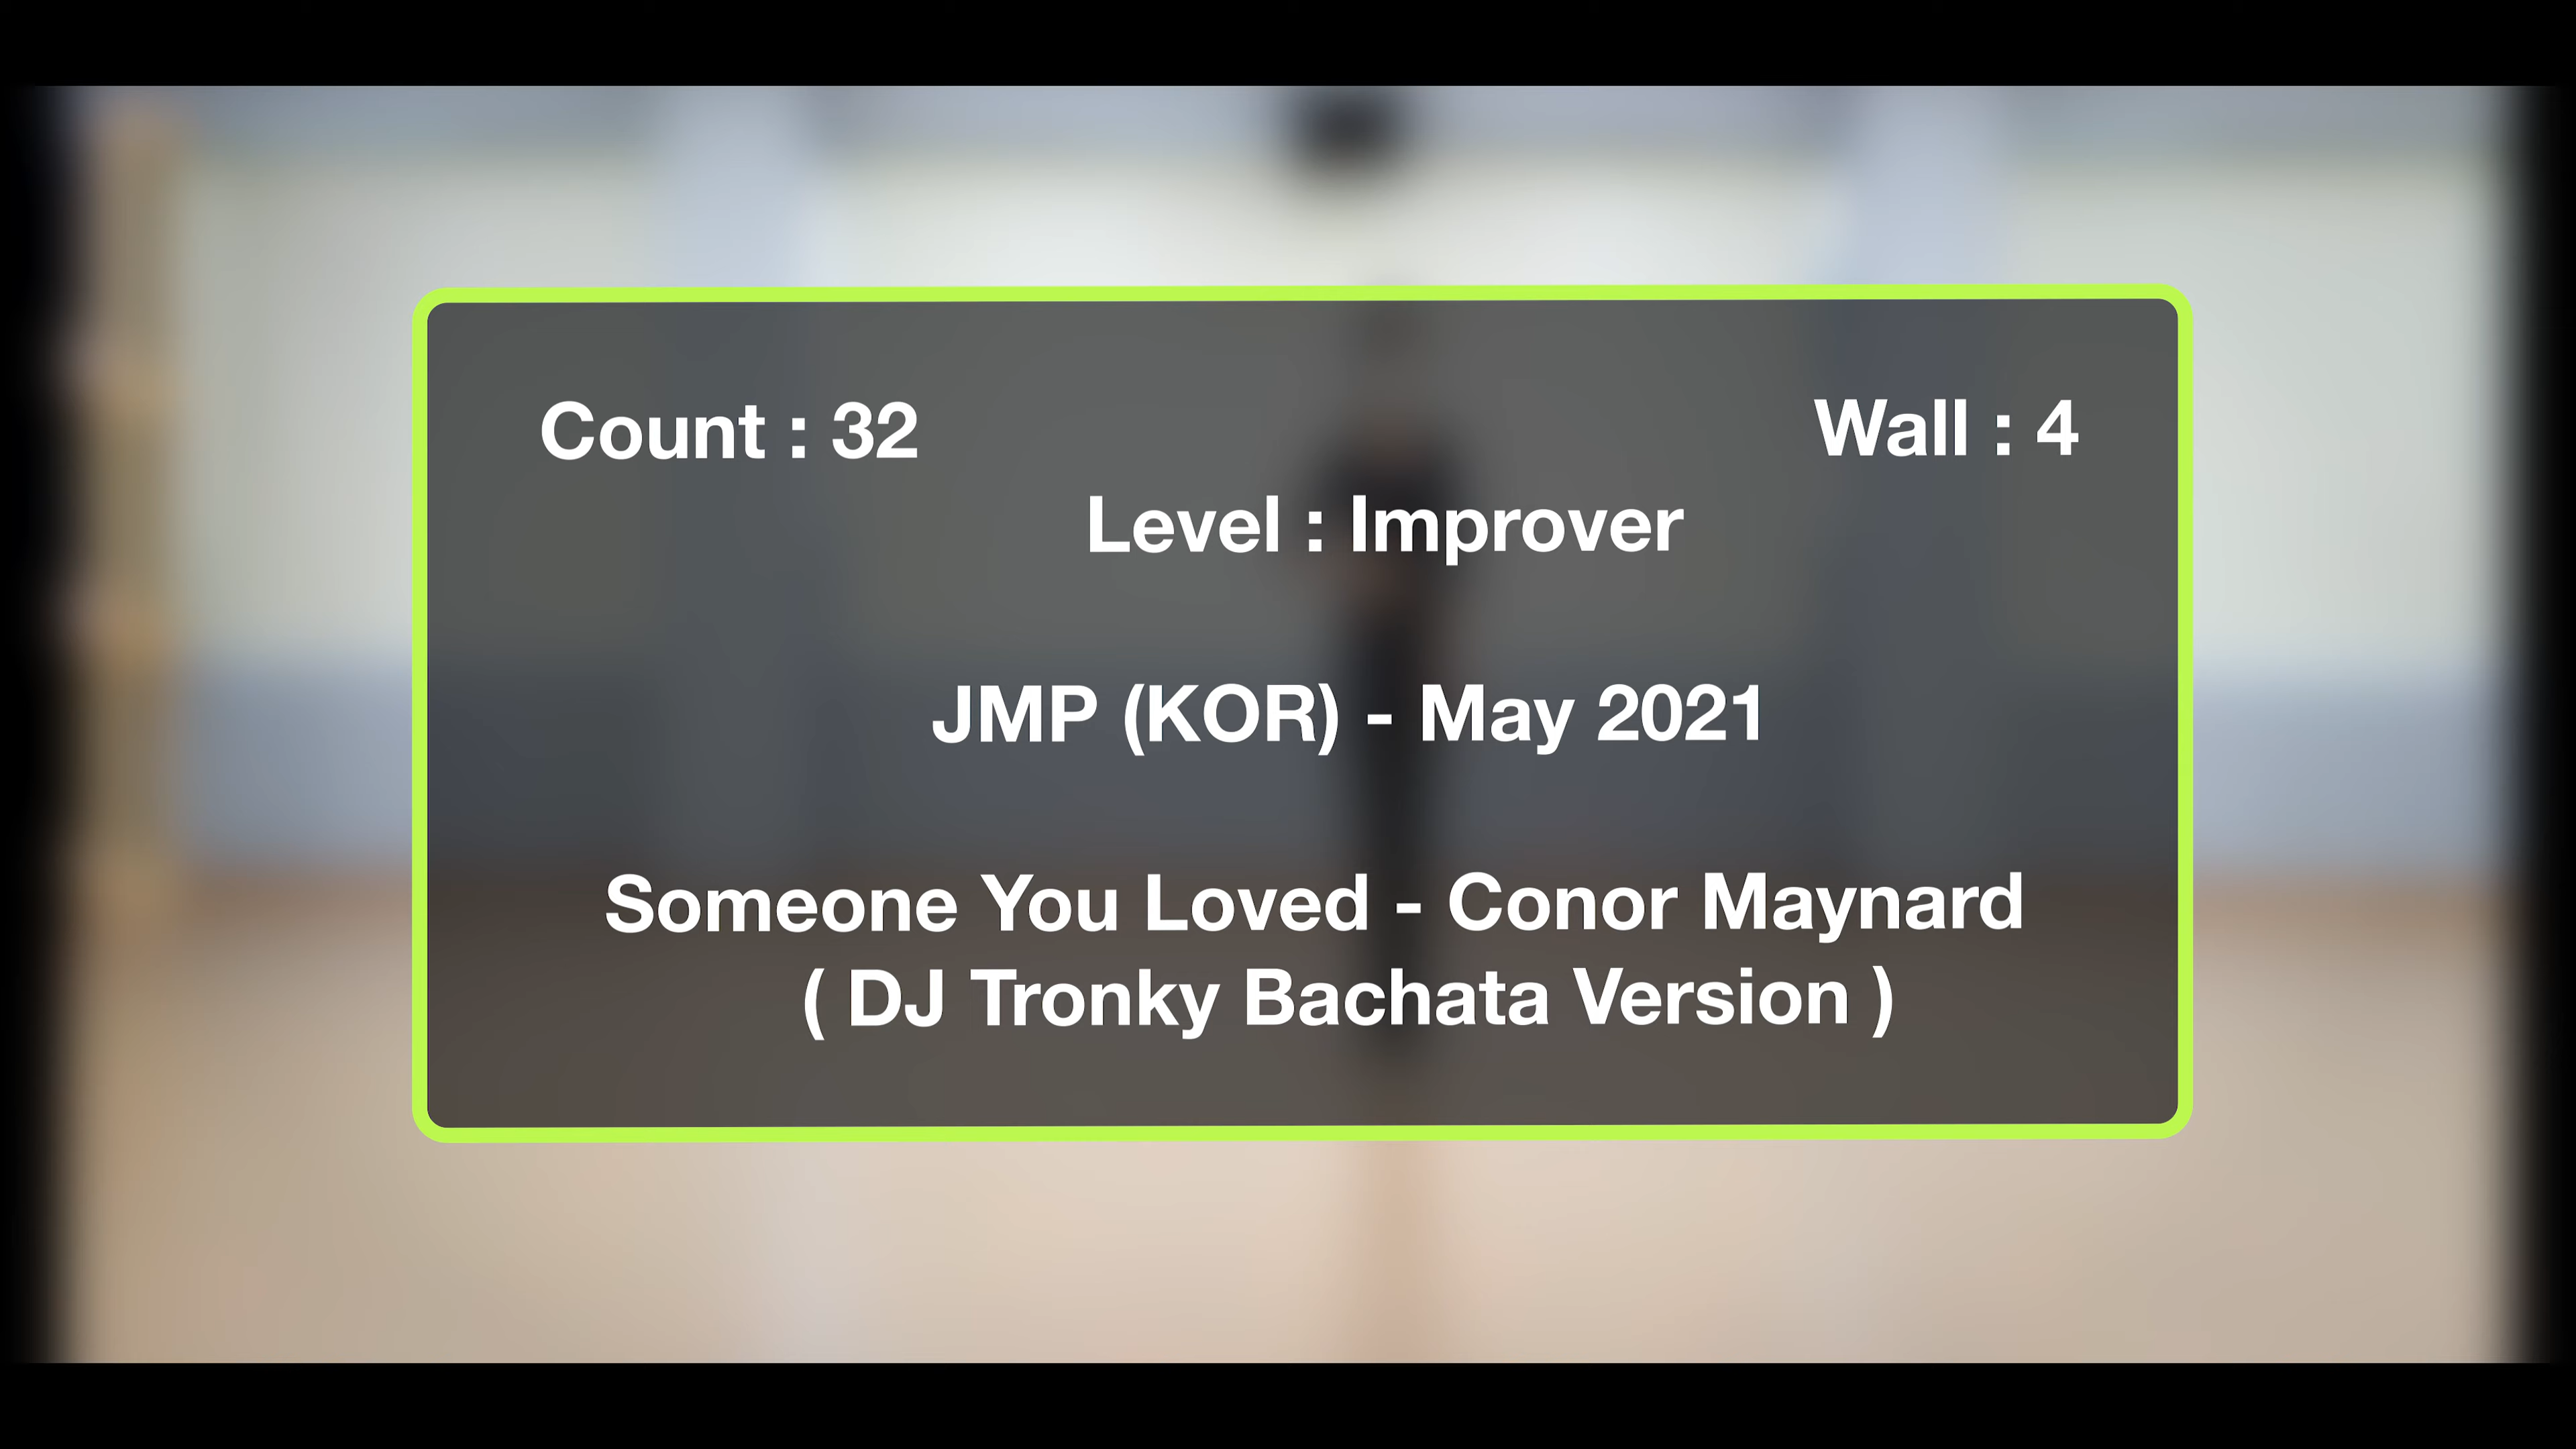 Count : 32 Wall : 4
Level : Improver
JMP (KOR) - May 2021
Someone You Loved - Conor Maynard
( DJ Tronky Bachata Version )